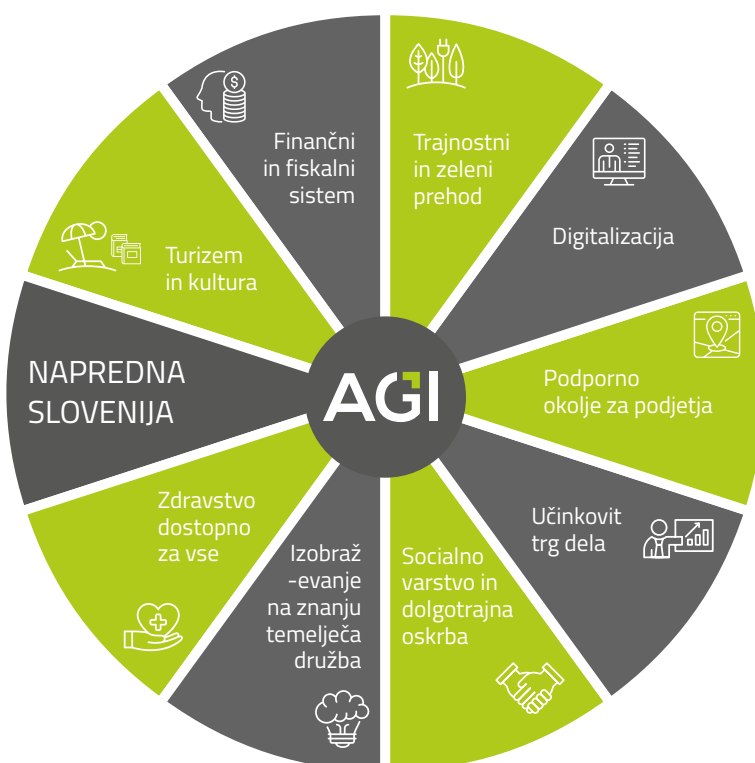 Finančni
in fiskalni
sistem
Trajnostni
in zeleni
prehod
Digitalizacija
Turizem
in kultura
NAPREDNA
SLOVENIJA
AGI
Podporno
okolje za podjetja
Zdravstvo
dostopno
za vse
Izobraž
-evanje
na znanju
temelječa
družba
Socialno
varstvo in
dolgotrajna
oskrba
Učinkovit
trg dela
$